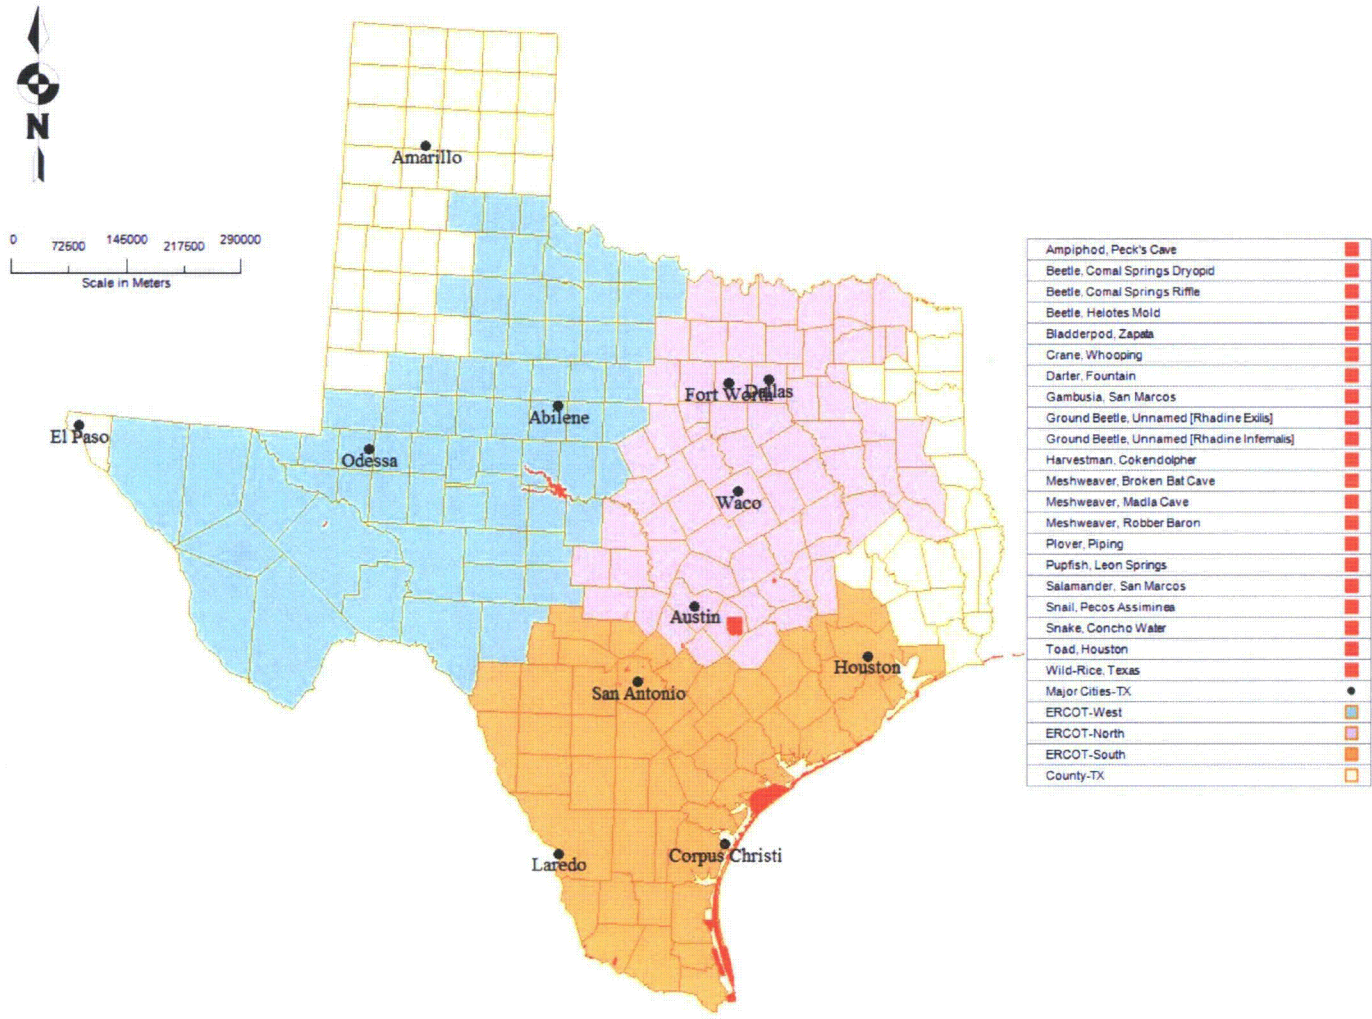 N
0 72500 145000 217500 290000
Scale in Meters
Amarillo
El Paso
Odessa
Abilene
Fort Worth
Dallas
Waco
Austin
Houston
San Antonio
Laredo
Corpus Christi
Ampiphod, Peck's Cave
Beetle, Comal Springs Dryopid
Beetle, Comal Springs Riffle
Beetle, Helotes Mold
Bladderpod, Zapata
Crane, Whooping
Darter, Fountain
Gambusia, San Marcos
Ground Beetle, Unnamed [Rhadine Exilis]
Ground Beetle, Unnamed [Rhadine Infernalis]
Harvestman, Cokendolpher
Meshweaver, Broken Bat Cave
Meshweaver, Madla Cave
Meshweaver, Robber Baron
Plover, Piping
Pupfish, Leon Springs
Salamander, San Marcos
Snail, Pecos Assiminea
Snake, Concho Water
Toad, Houston
Wild-Rice, Texas
Major Cities-TX
ERCOT-West
ERCOT-North
ERCOT-South
County-TX